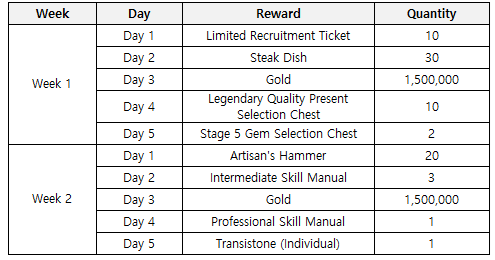 Week Day Reward Quantity
Week 1
Day 1 Limited Recruitment Ticket 10
Day 2 Steak Dish 30
Day 3 Gold 1,500,000
Day 4 Legendary Quality Present
Selection Chest 10
Day 5 Stage 5 Gem Selection Chest 2
Week 2
Day 1 Artisan's Hammer 20
Day 2 Intermediate Skill Manual 3
Day 3 Gold 1,500,000
Day 4 Professional Skill Manual 1
Day 5 Transistone (Individual) 1